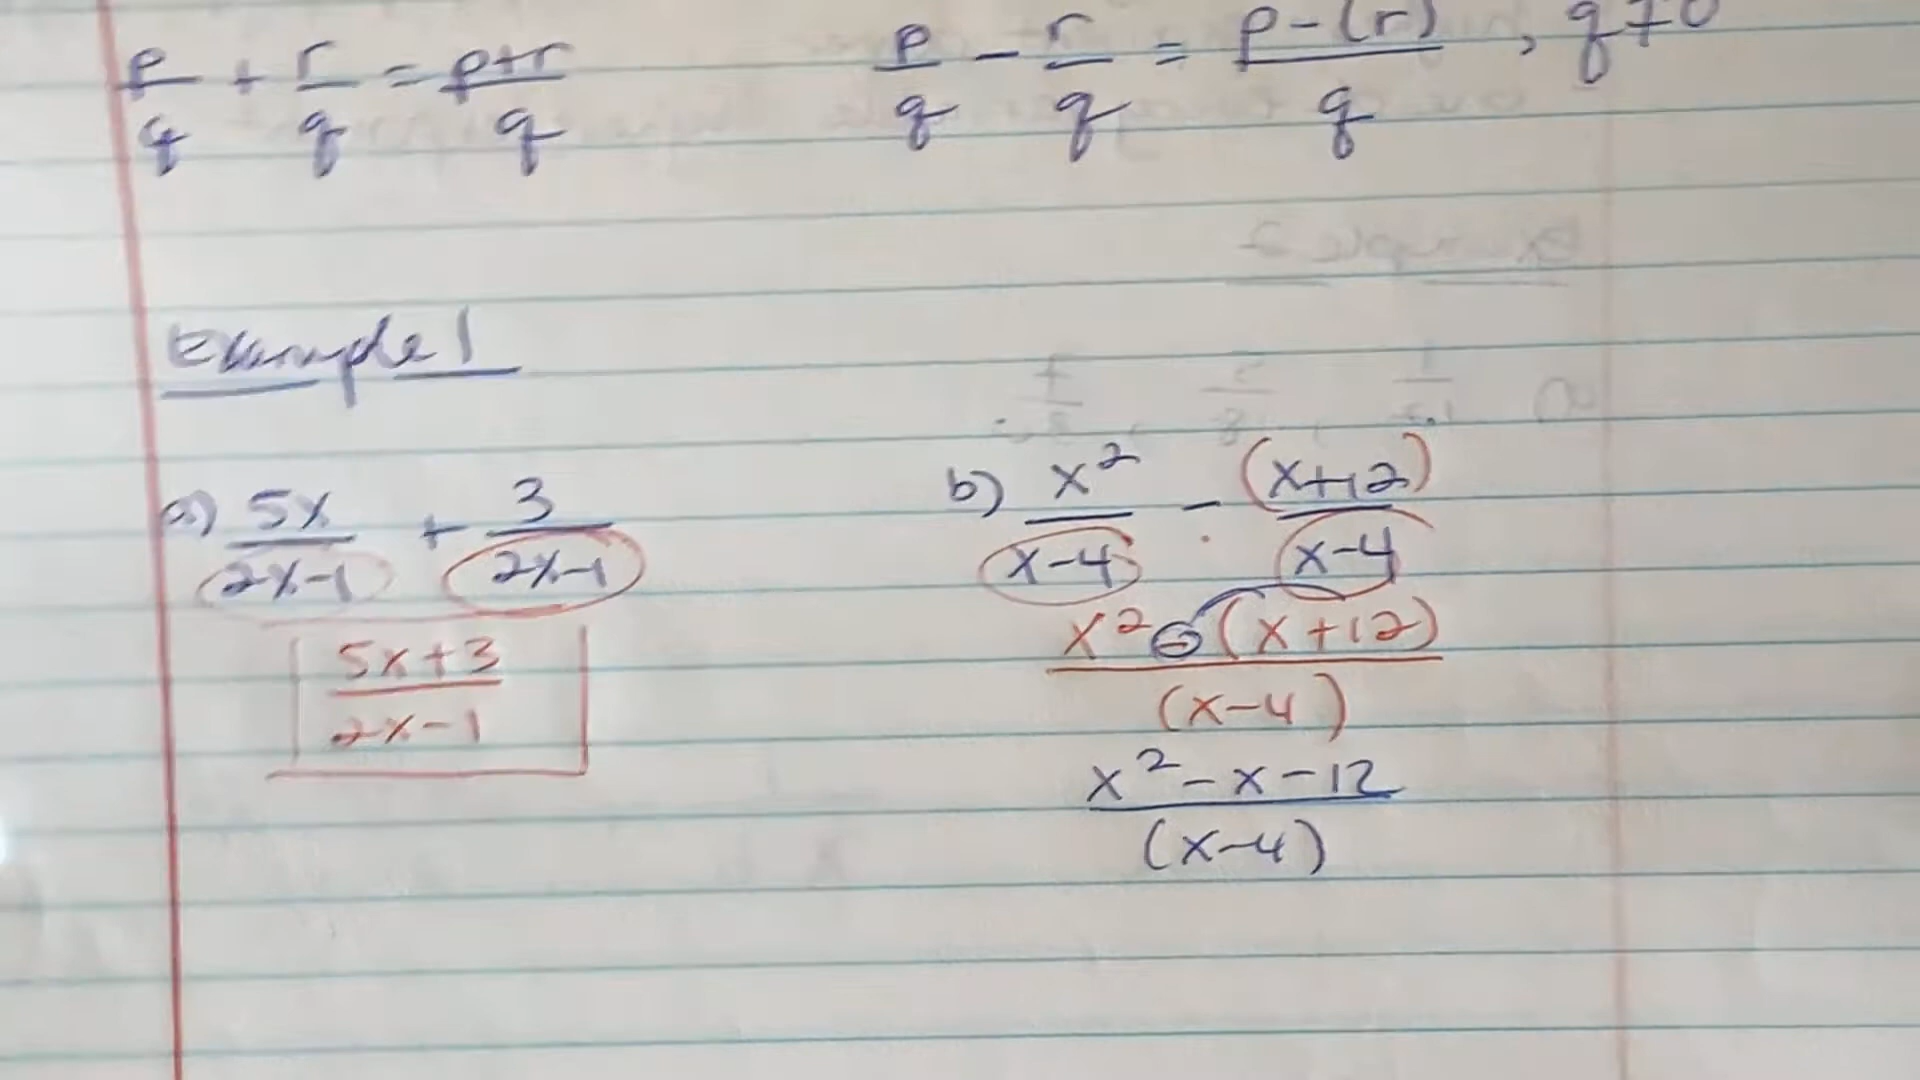 p/q + r/q = p+r/q
p/q - r/q = p-(r)/q , q≠0
Example 1
a) 5x/2x-1 + 3/2x-1
5x+3/2x-1
b) x²/x-4 - (x+12)/x-4
x² - (x+12)/(x-4)
x² - x - 12/(x-4)